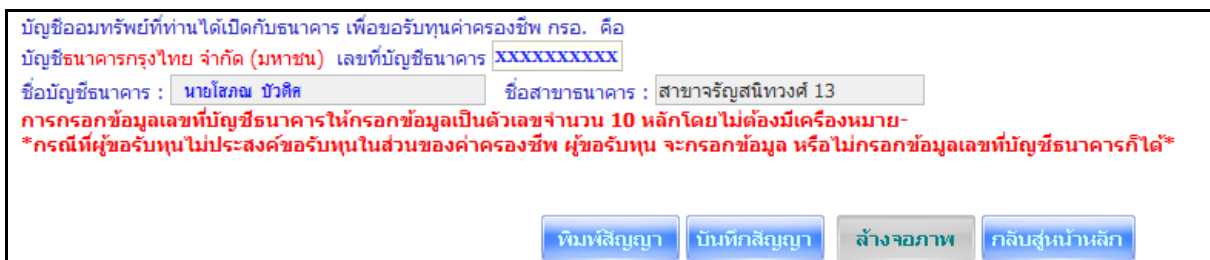 บัญชีออมทรัพย์ที่ท่านได้เปิดกับธนาคาร เพื่อขอรับทุนค่าครองชีพ กรอ. คือ
บัญชีธนาคารกรุงไทย จำกัด (มหาชน) เลขที่บัญชีธนาคาร XXXXXXXXXX
ชื่อบัญชีธนาคาร : นายโสภณ บัวคิด ชื่อสาขาธนาคาร : สาขาจรัญสนิทวงศ์ 13
การกรอกข้อมูลเลขที่บัญชีธนาคารให้กรอกข้อมูลเป็นตัวเลขจำนวน 10 หลักโดยไม่ต้องมีเครื่องหมาย-
*กรณีที่ผู้ขอรับทุนไม่ประสงค์ขอรับทุนในส่วนของค่าครองชีพ ผู้ขอรับทุน จะกรอกข้อมูล หรือไม่กรอกข้อมูลเลขที่บัญชีธนาคารก็ได้*
พิมพ์สัญญา บันทึกสัญญา ล้างจอภาพ กลับสู่หน้าหลัก